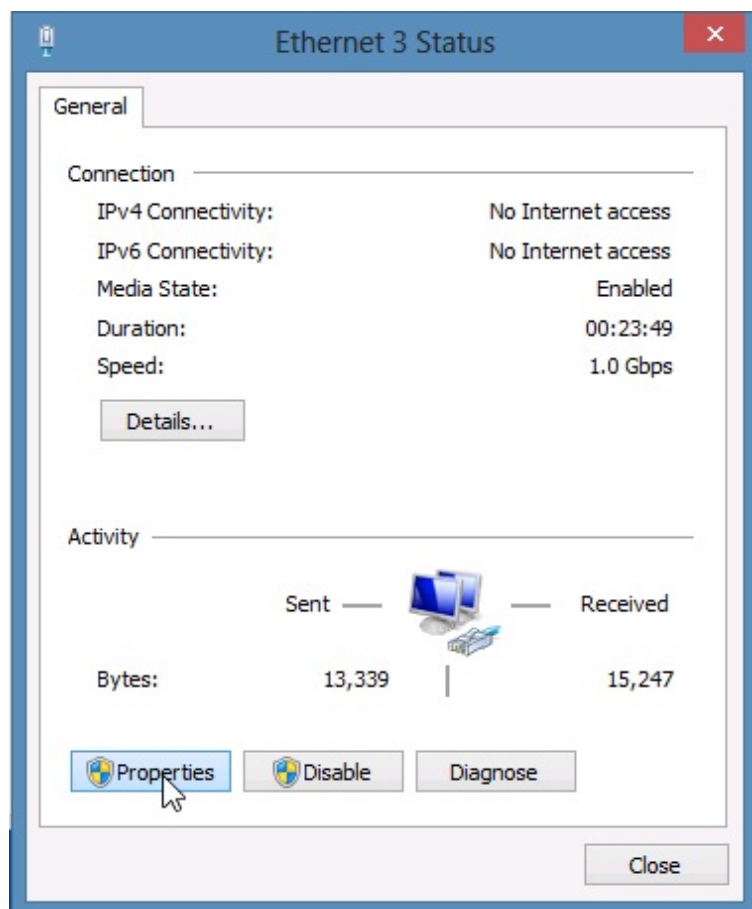 Ethernet 3 Status
General
Connection
IPv4 Connectivity: No Internet access
IPv6 Connectivity: No Internet access
Media State: Enabled
Duration: 00:23:49
Speed: 1.0 Gbps
Details...
Activity
Sent Received
Bytes: 13,339 15,247
Properties Disable Diagnose
Close